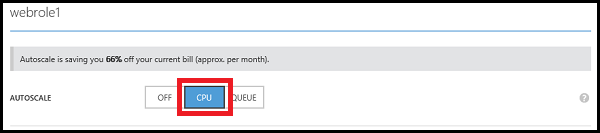 webrole1
Autoscale is saving you 66% off your current bill (approx. per month).
AUTOSCALE OFF CPU QUEUE
?